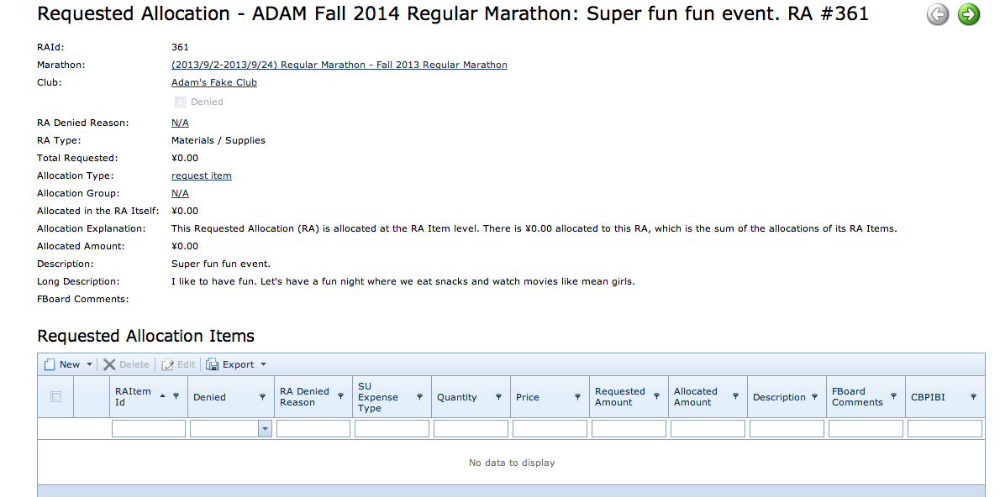 Requested Allocation - ADAM Fall 2014 Regular Marathon: Super fun fun event. RA #361
RAId: 361
Marathon: (2013/9/2-2013/9/24) Regular Marathon - Fall 2013 Regular Marathon
Club: Adam's Fake Club
Denied
RA Denied Reason: N/A
RA Type: Materials / Supplies
Total Requested: ¥0.00
Allocation Type: request item
Allocation Group: N/A
Allocated in the RA Itself: ¥0.00
Allocation Explanation: This Requested Allocation (RA) is allocated at the RA Item level. There is ¥0.00 allocated to this RA, which is the sum of the allocations of its RA Items.
Allocated Amount: ¥0.00
Description: Super fun fun event.
Long Description: I like to have fun. Let's have a fun night where we eat snacks and watch movies like mean girls.
FBoard Comments:
Requested Allocation Items
New Delete Edit Export
RAItem Id Denied RA Denied Reason SU Expense Type Quantity Price Requested Amount Allocated Amount Description FBoard Comments CBPIBI
No data to display